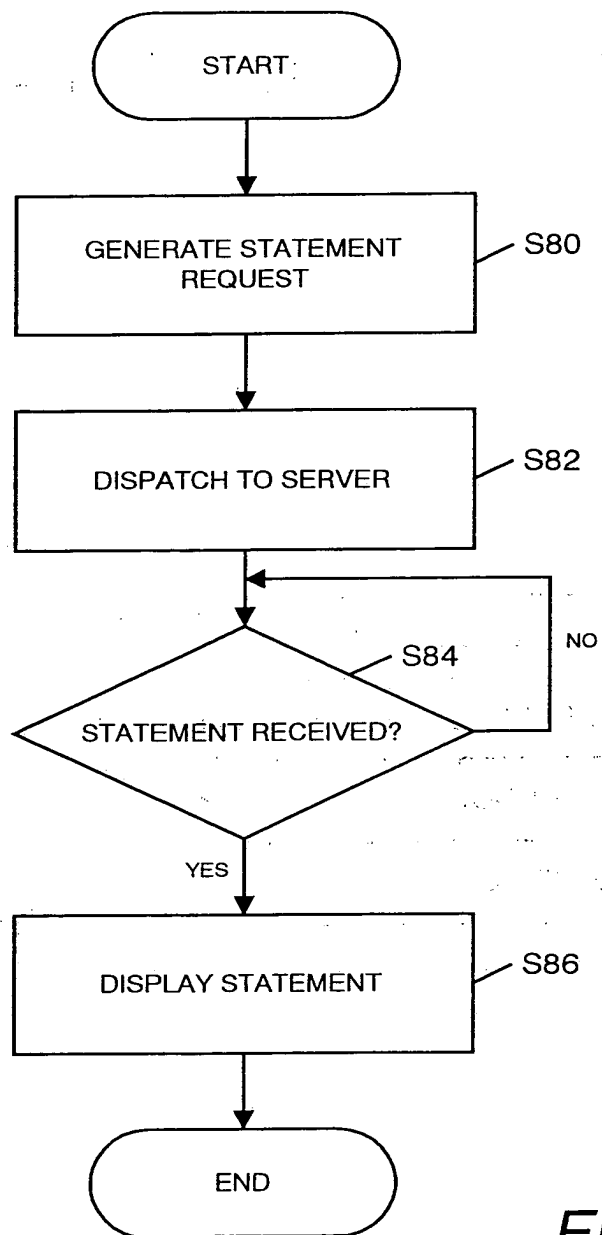 START
GENERATE STATEMENT
REQUEST
S80
DISPATCH TO SERVER
S82
NO
S84
STATEMENT RECEIVED?
YES
DISPLAY STATEMENT
S86
END